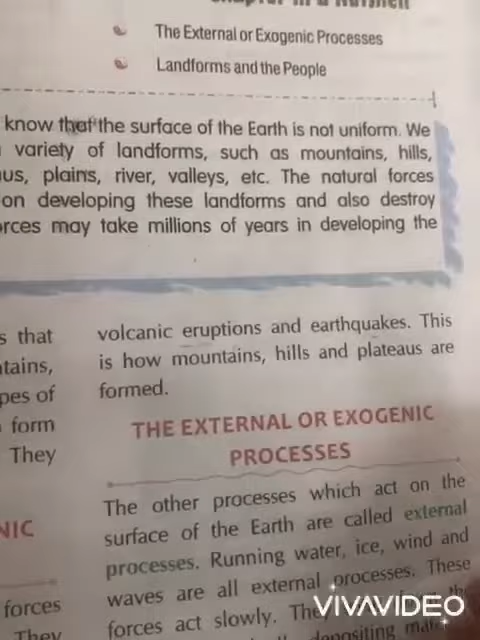 The External or Exogenic Processes
Landforms and the People
know that the surface of the Earth is not uniform. We
variety of landforms, such as mountains, hills,
plains, river, valleys, etc. The natural forces
on developing these landforms and also destroy
may take millions of years in developing the
s that
pes of
form
They
NIC
forces
They
volcanic eruptions and earthquakes. This
is how mountains, hills and plateaus are
formed.
THE EXTERNAL OR EXOGENIC
PROCESSES
The other processes which act on the
surface of the Earth are called external
processes. Running water, ice, wind and
waves are all external processes. These
forces act slowly. They
VIVAVIDEO